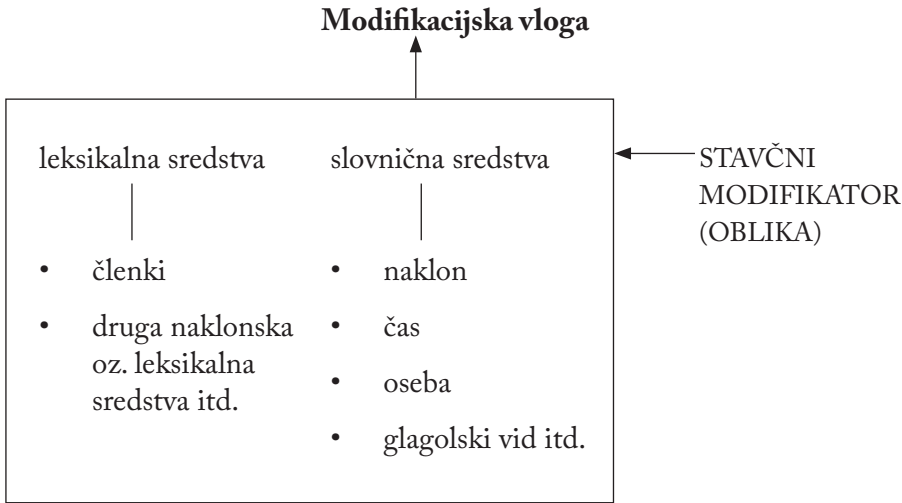 Modifikacijska vloga
leksikalna sredstva
• členki
• druga naklonska
oz. leksikalna
sredstva itd.
slovnična sredstva
• naklon
• čas
• oseba
• glagolski vid itd.
STAVČNI
MODIFIKATOR
(OBLIKA)